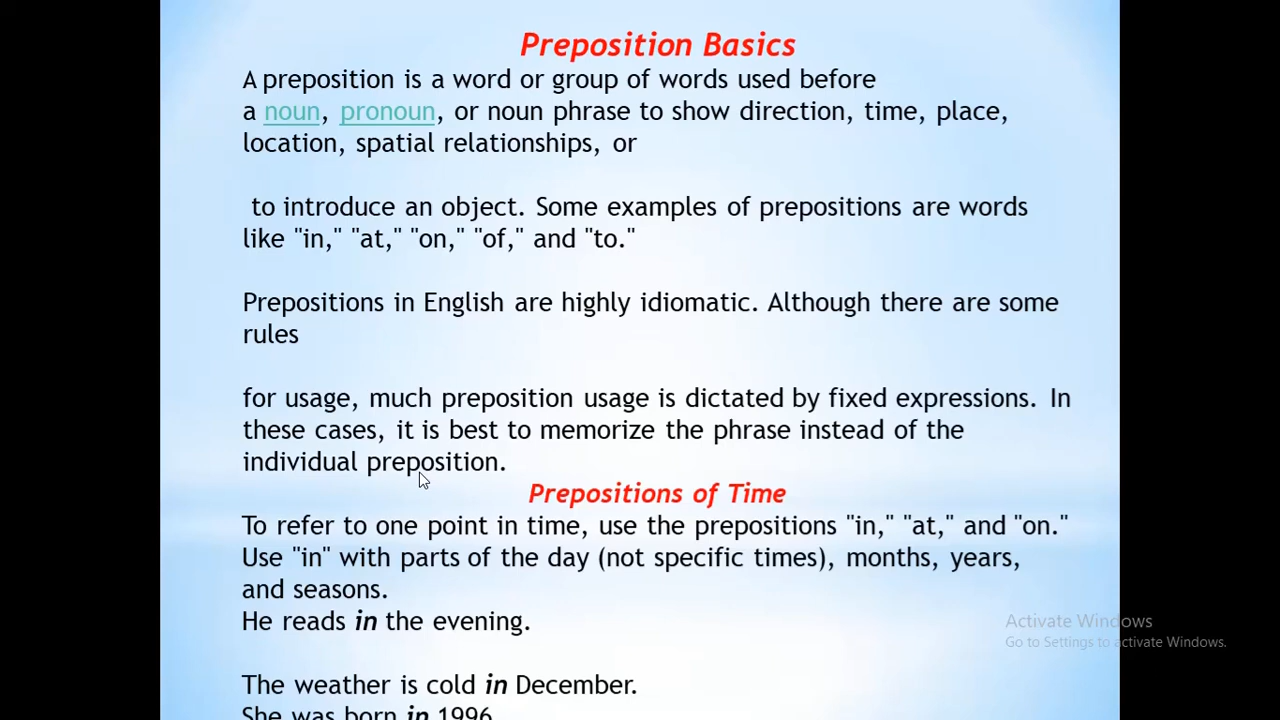 Preposition Basics
A preposition is a word or group of words used before
a noun, pronoun, or noun phrase to show direction, time, place,
location, spatial relationships, or
to introduce an object. Some examples of prepositions are words
like "in," "at," "on," "of," and "to."
Prepositions in English are highly idiomatic. Although there are some
rules
for usage, much preposition usage is dictated by fixed expressions. In
these cases, it is best to memorize the phrase instead of the
individual preposition.
Prepositions of Time
To refer to one point in time, use the prepositions "in," "at," and "on."
Use "in" with parts of the day (not specific times), months, years,
and seasons.
He reads in the evening.
Activate Windows
Go to Settings to activate Windows.
The weather is cold in December.
She was born in 1996